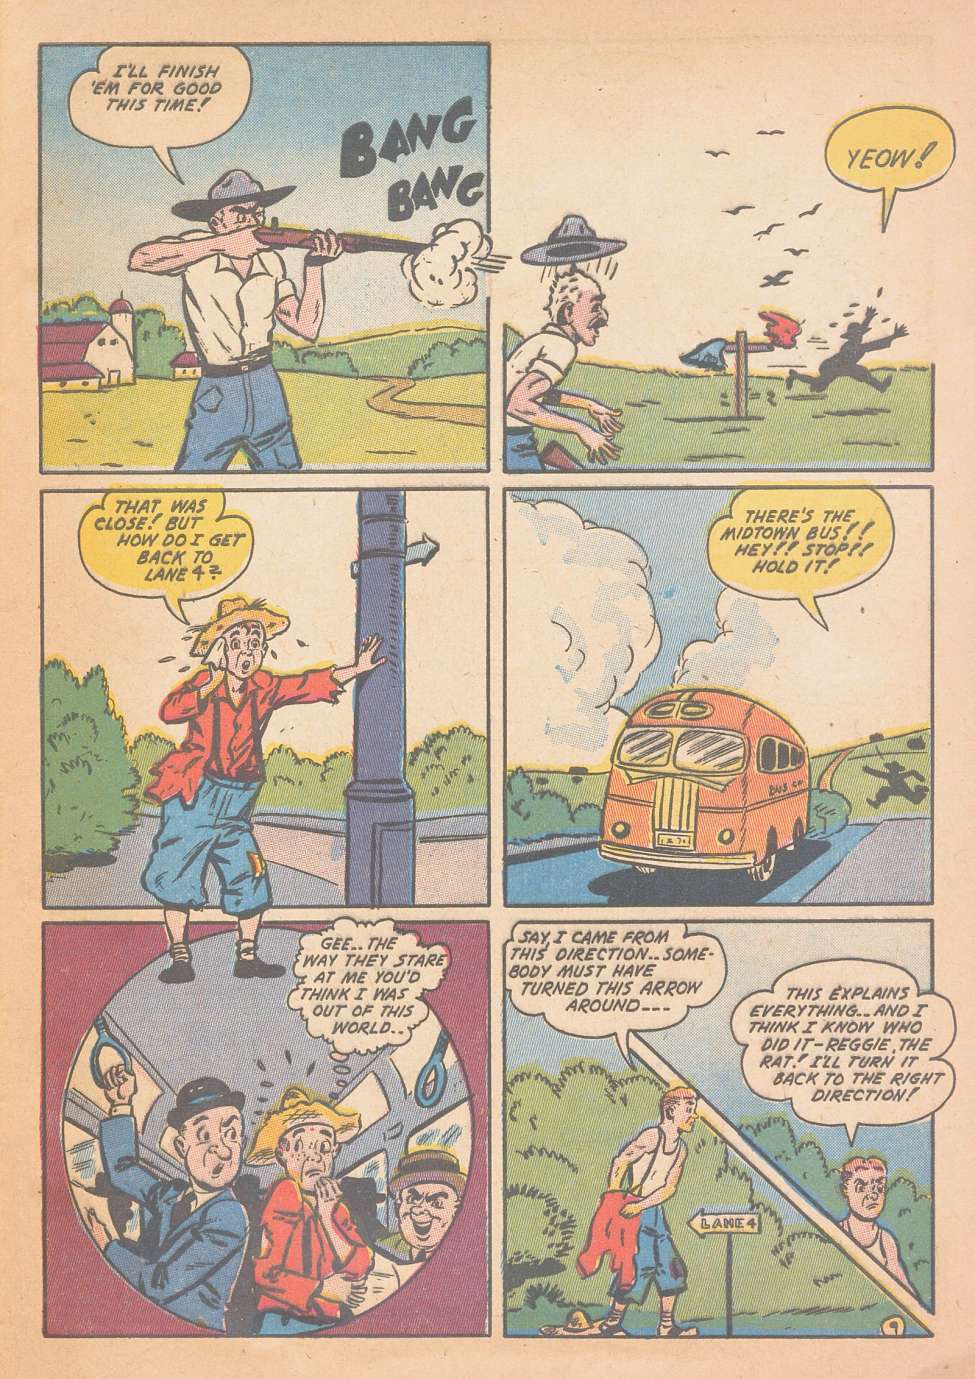 I'LL FINISH
'EM FOR GOOD
THIS TIME!
BANG
BANG
YEOW!
THAT WAS
CLOSE! BUT
HOW DO I GET
BACK TO
LANE 4?
THERE'S THE
MIDTOWN BUS!!
HEY!! STOP!!
HOLD IT!
GEE.. THE
WAY THEY STARE
AT ME YOU'D
THINK I WAS
OUT OF THIS
WORLD..
SAY, I CAME FROM
THIS DIRECTION.. SOME-
BODY MUST HAVE
TURNED THIS ARROW
AROUND---
LANE 4
THIS EXPLAINS
EVERYTHING.. AND I
THINK I KNOW WHO
DID IT-REGGIE, THE
RAT! I'LL TURN IT
BACK TO THE RIGHT
DIRECTION!
9